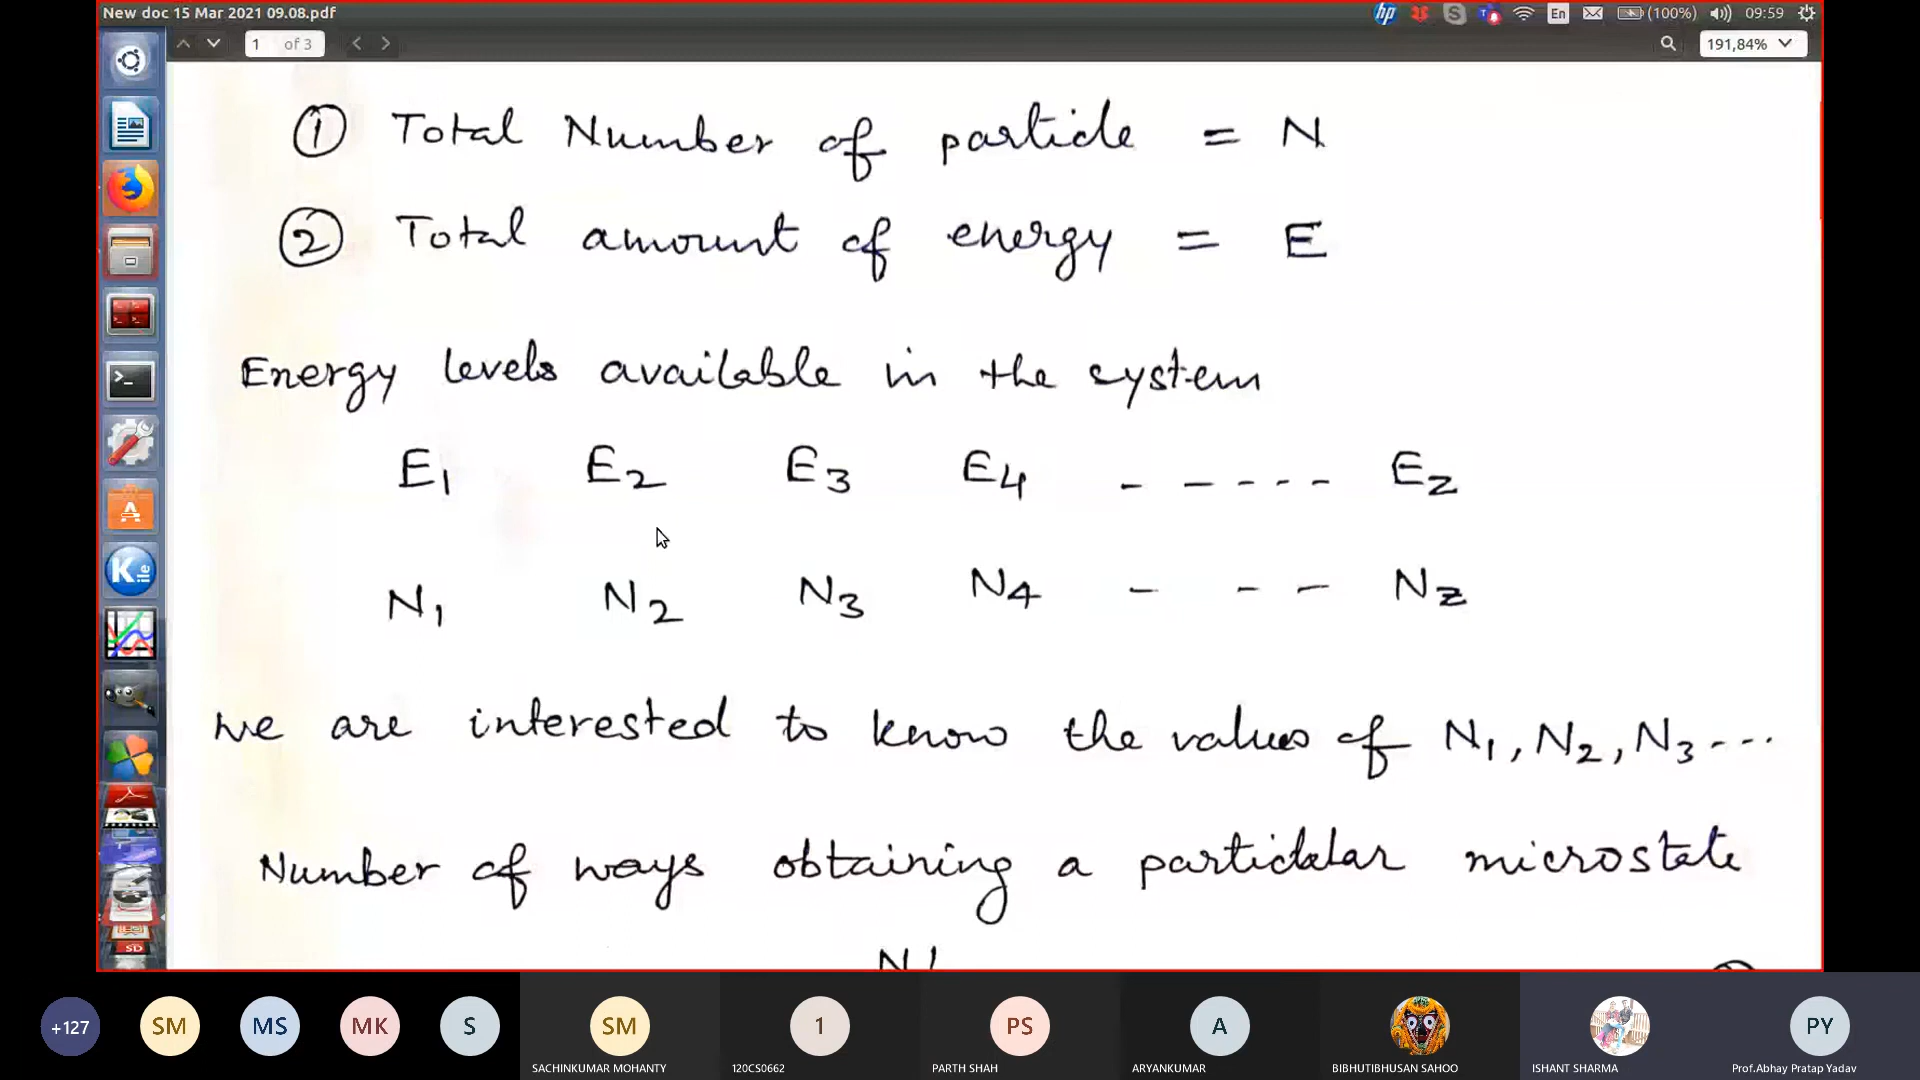 New doc 15 Mar 2021 09.08.pdf
hp En (100%) 09:59
1 of 3 191,84%
① Total Number of particle = N
② Total amount of energy = E
Energy levels available in the system
E1 E2 E3 E4 - - - - - Ez
N1 N2 N3 N4 - - - Nz
we are interested to know the values of N1, N2, N3 - - -
Number of ways obtaining a particular microstate
N!
+127 SM MS MK S SM 1 PS A PY
SACHINKUMAR MOHANTY 120CS0662 PARTH SHAH ARYANKUMAR BIBHUTIBHUSAN SAHOO ISHANT SHARMA Prof.Abhay Pratap Yadav